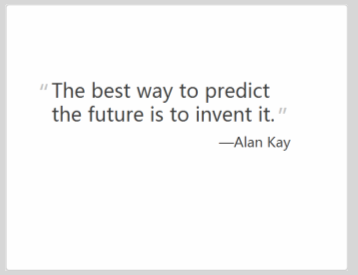 "The best way to predict
the future is to invent it."
—Alan Kay